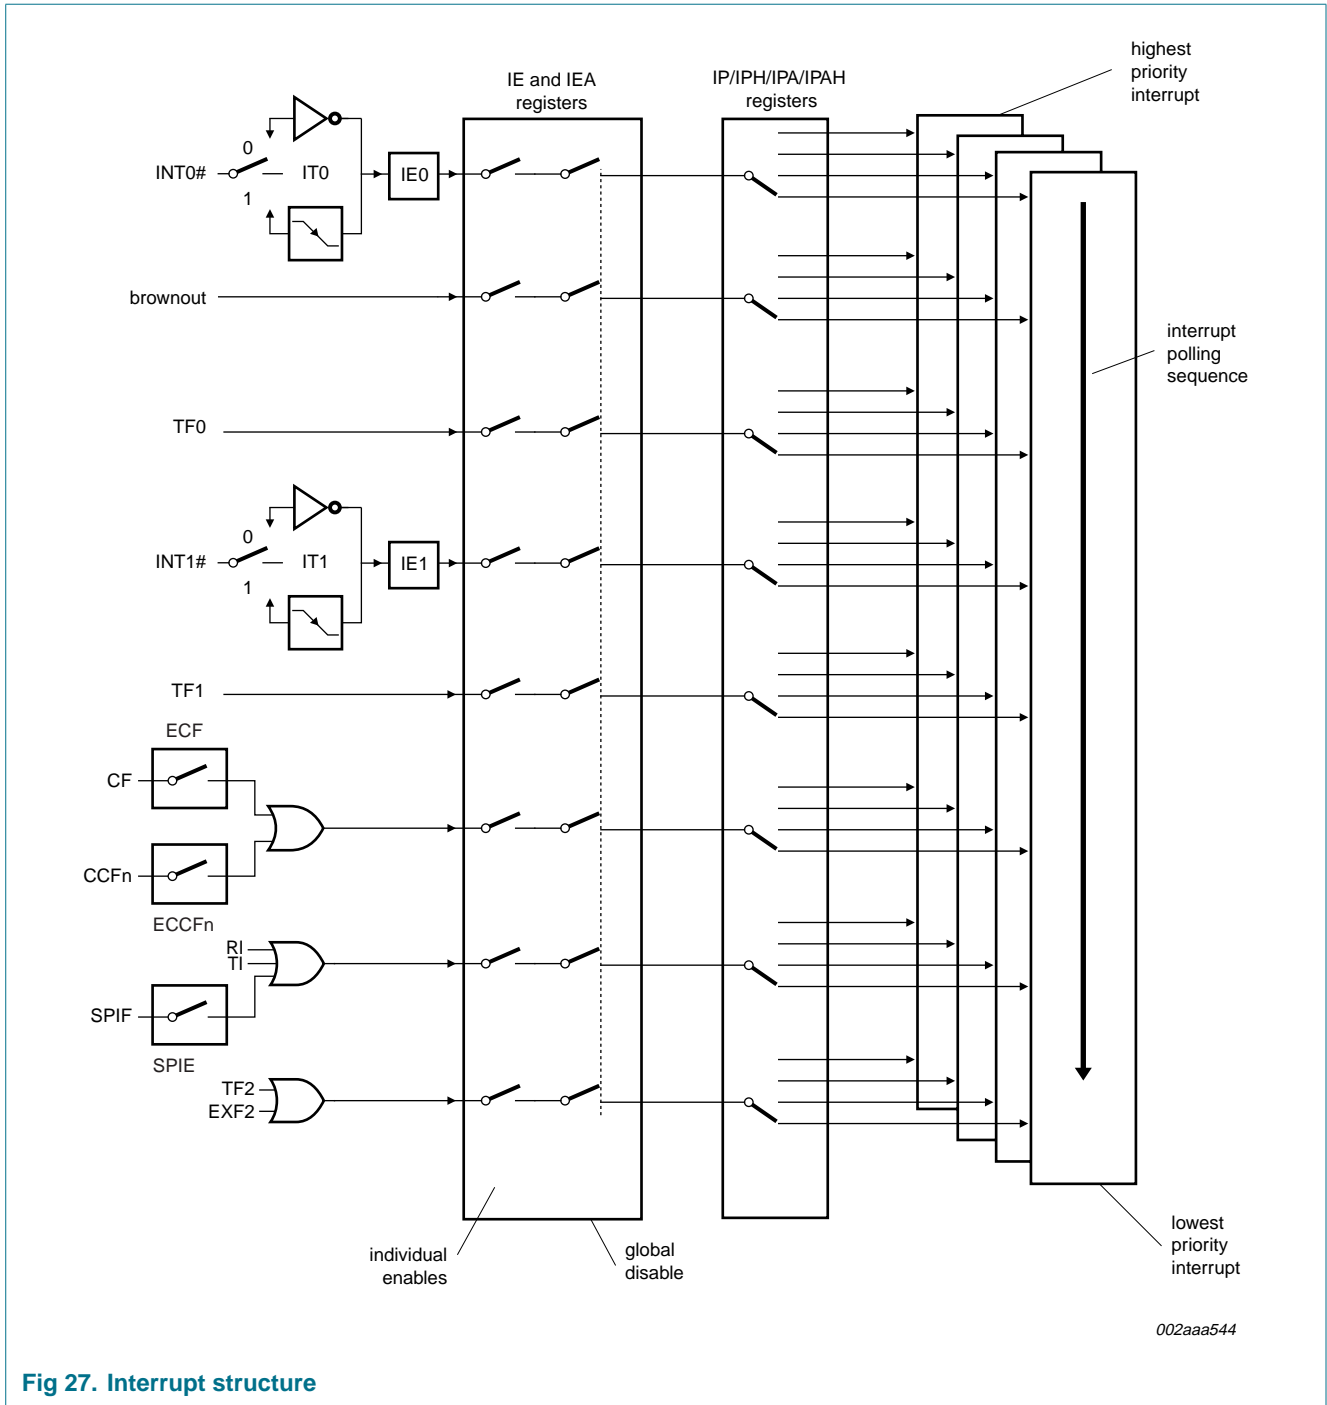 highest
priority
interrupt
IE and IEA
registers
IP/IPH/IPA/IPAH
registers
0
INT0#
IT0
IE0
1
brownout
interrupt
polling
sequence
TF0
0
INT1#
IT1
IE1
1
TF1
ECF
CF
CCFn
ECCFn
RI
TI
SPIF
SPIE
TF2
EXF2
individual
enables
global
disable
lowest
priority
interrupt
002aaa544
Fig 27. Interrupt structure